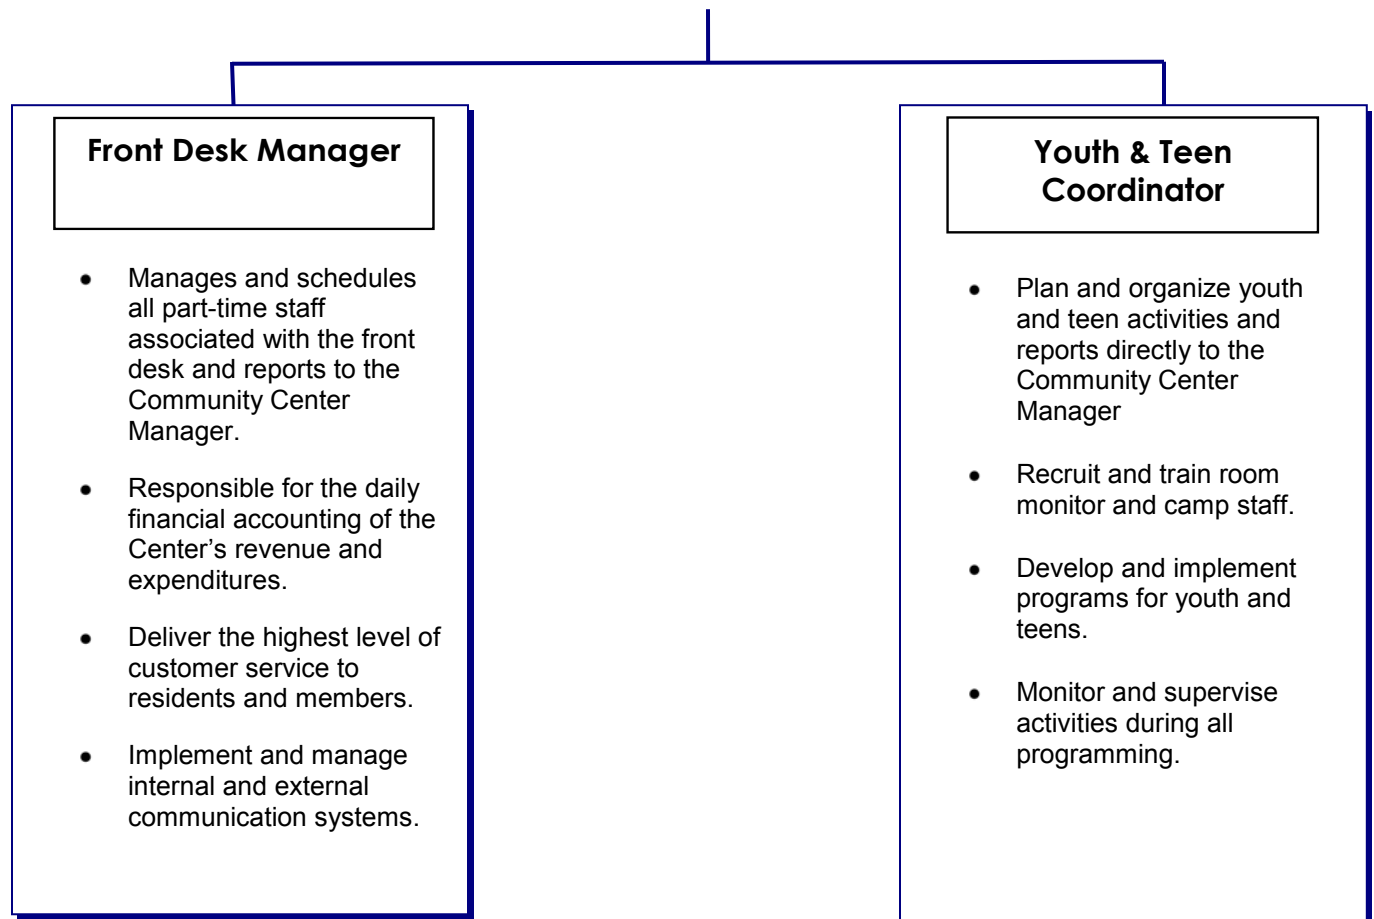 Front Desk Manager
• Manages and schedules
all part-time staff
associated with the front
desk and reports to the
Community Center
Manager.
• Responsible for the daily
financial accounting of the
Center’s revenue and
expenditures.
• Deliver the highest level of
customer service to
residents and members.
• Implement and manage
internal and external
communication systems.
Youth & Teen
Coordinator
• Plan and organize youth
and teen activities and
reports directly to the
Community Center
Manager
• Recruit and train room
monitor and camp staff.
• Develop and implement
programs for youth and
teens.
• Monitor and supervise
activities during all
programming.